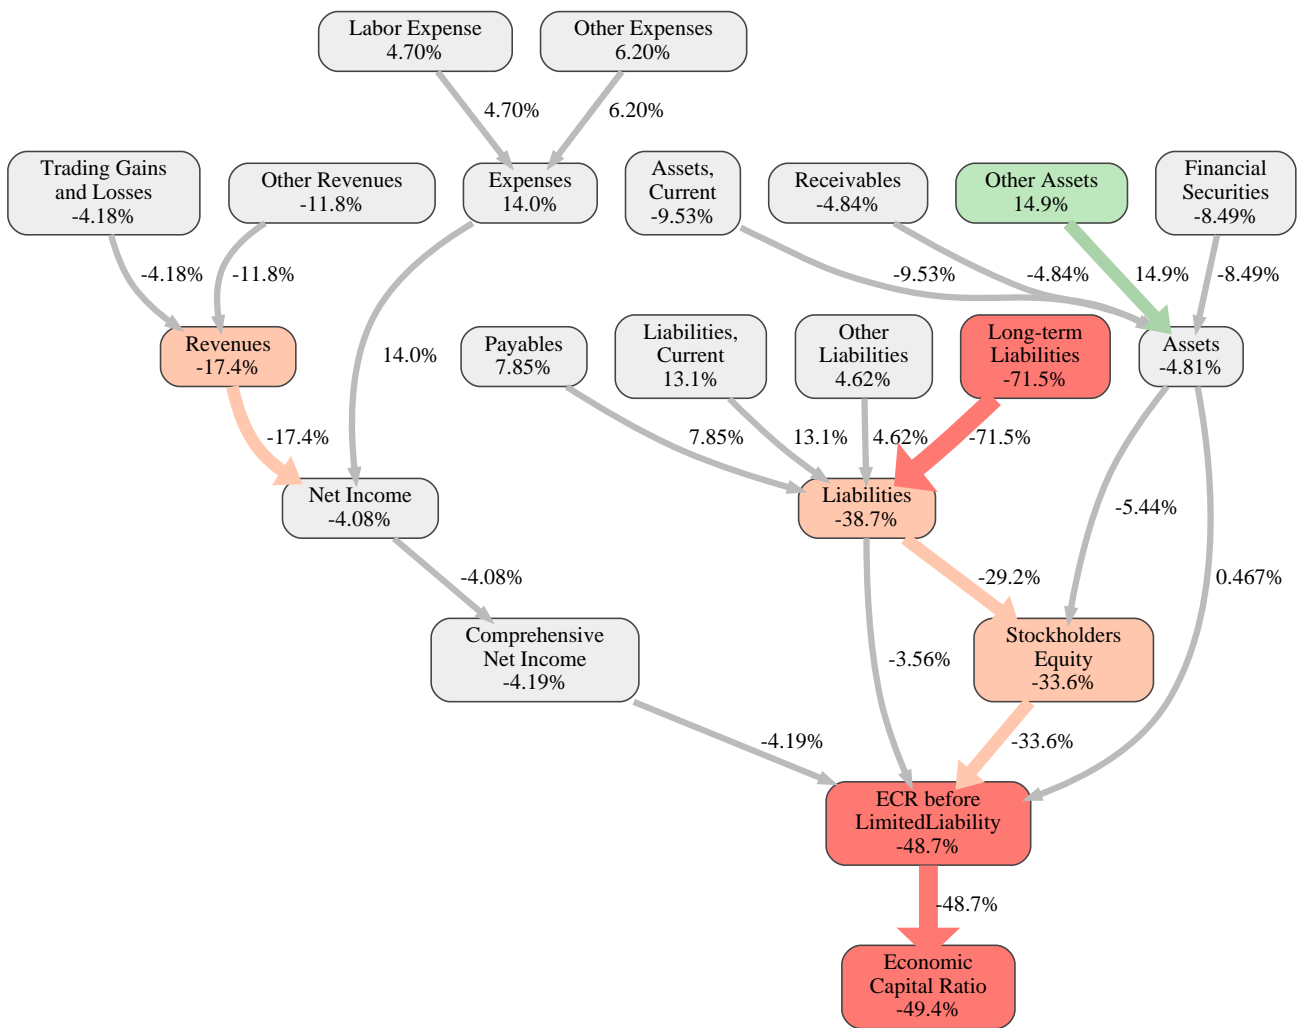 Labor Expense
4.70%
Other Expenses
6.20%
4.70%
6.20%
Trading Gains
and Losses
-4.18%
Other Revenues
-11.8%
Expenses
14.0%
Assets,
Current
-9.53%
Receivables
-4.84%
Other Assets
14.9%
Financial
Securities
-8.49%
-4.18%
-11.8%
-9.53%
-4.84%
14.9%
-8.49%
Revenues
-17.4%
14.0%
Payables
7.85%
Liabilities,
Current
13.1%
Other
Liabilities
4.62%
Long-term
Liabilities
-71.5%
Assets
-4.81%
-17.4%
7.85%
13.1%
4.62%
-71.5%
Net Income
-4.08%
Liabilities
-38.7%
-5.44%
-4.08%
-29.2%
0.467%
Comprehensive
Net Income
-4.19%
-3.56%
Stockholders
Equity
-33.6%
-4.19%
-33.6%
ECR before
LimitedLiability
-48.7%
-48.7%
Economic
Capital Ratio
-49.4%